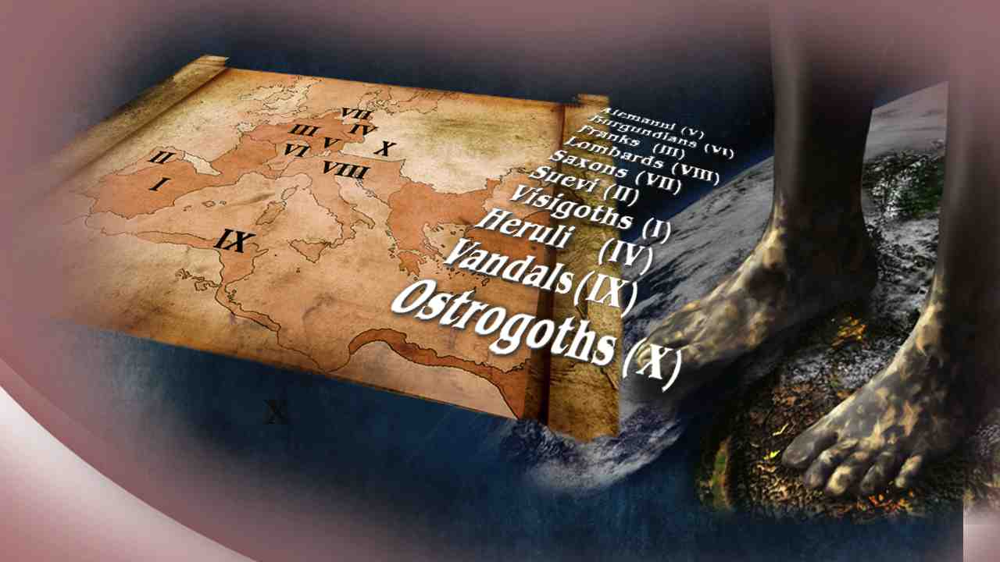 Alemanni (V)
Burgundians (VI)
Franks (III)
Lombards (VIII)
Saxons (VII)
Suevi (II)
Visigoths (I)
Heruli (IV)
Vandals (IX)
Ostrogoths (X)
VII
III IV
V X
VI VIII
II
I
IX
X